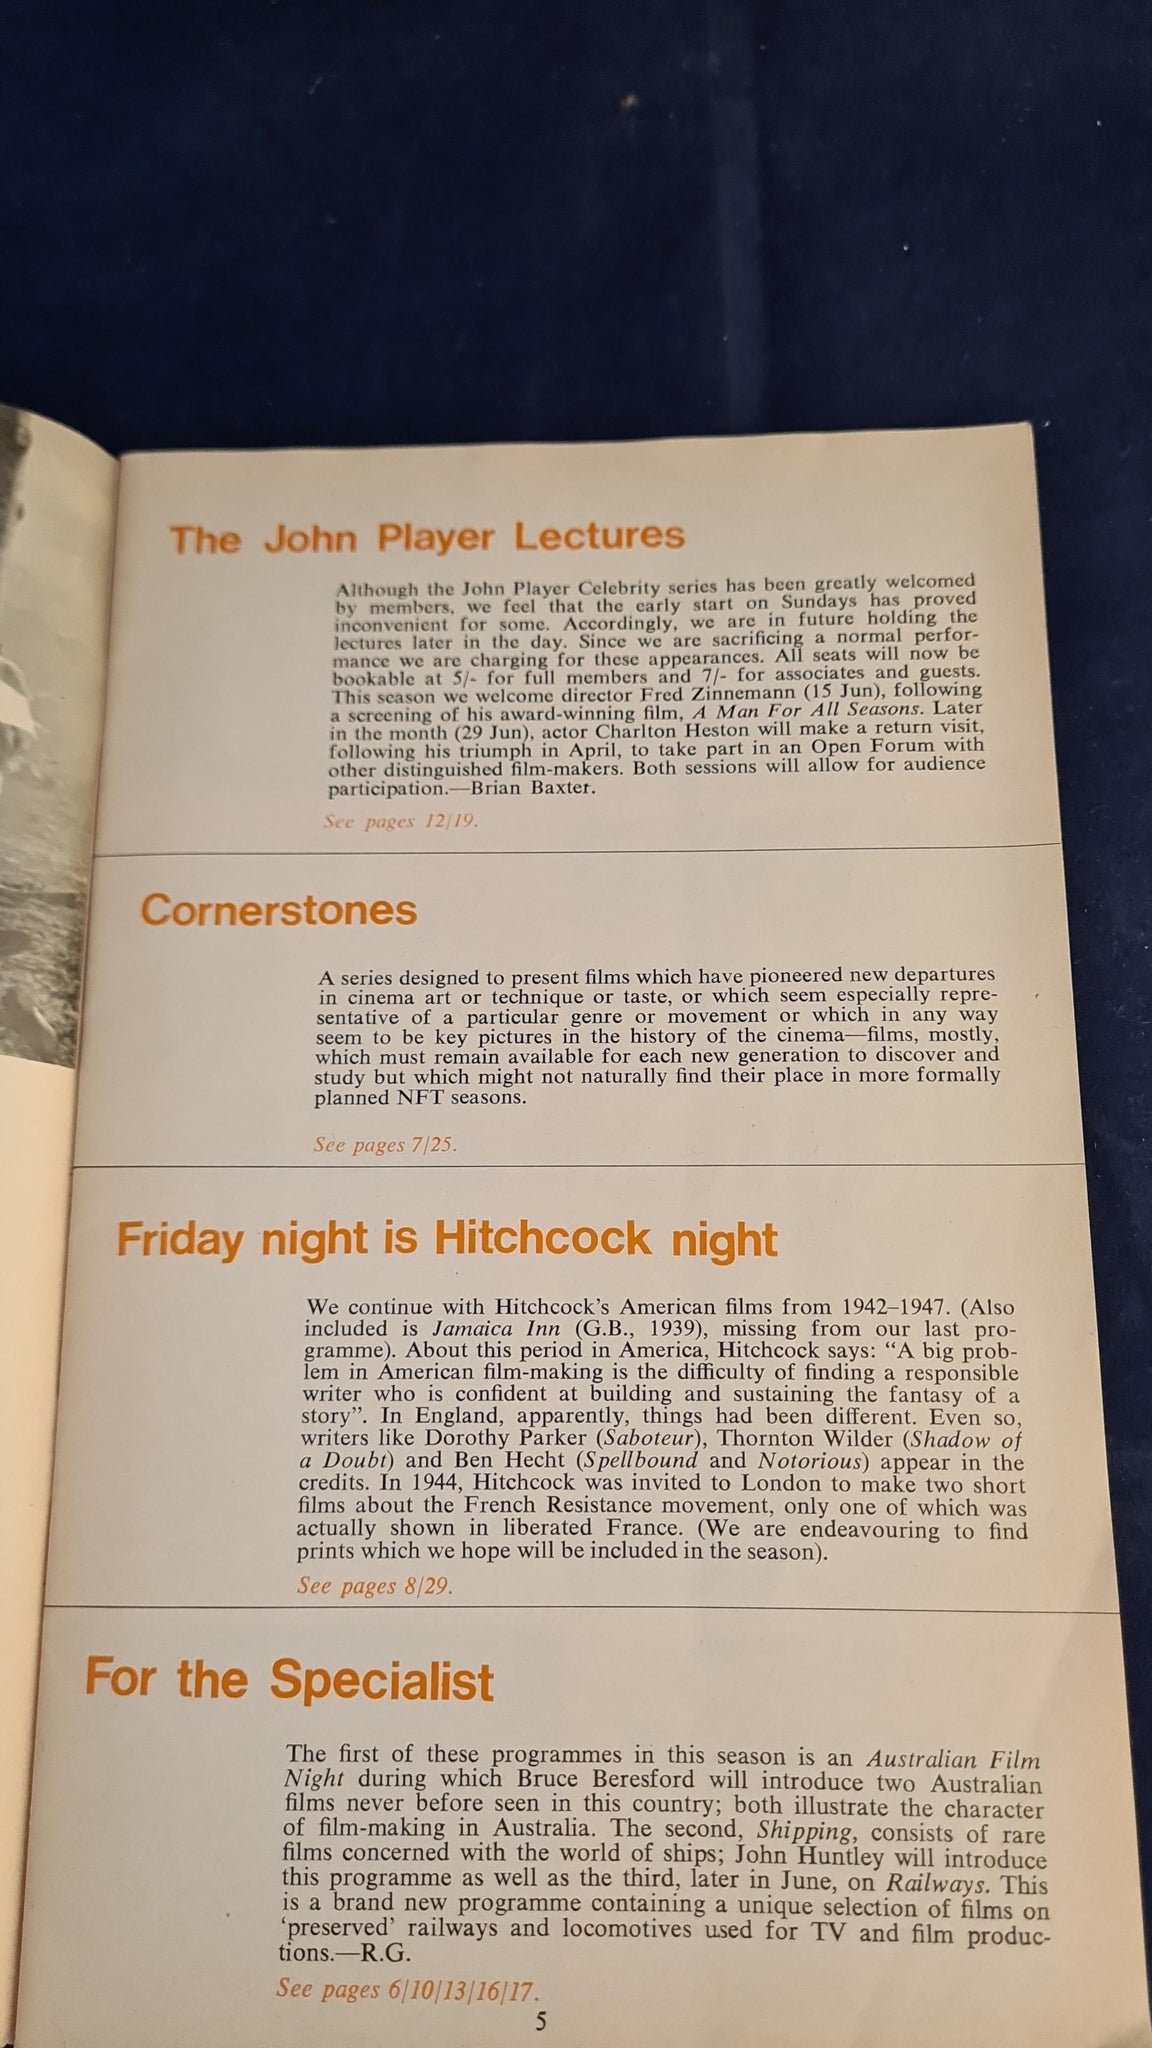 The John Player Lectures
Although the John Player Celebrity series has been greatly welcomed
by members, we feel that the early start on Sundays has proved
inconvenient for some. Accordingly, we are in future holding the
lectures later in the day. Since we are sacrificing a normal perfor-
mance we are charging for these appearances. All seats will now be
bookable at 5/- for full members and 7/- for associates and guests.
This season we welcome director Fred Zinnemann (15 Jun), following
a screening of his award-winning film, A Man For All Seasons. Later
in the month (29 Jun), actor Charlton Heston will make a return visit,
following his triumph in April, to take part in an Open Forum with
other distinguished film-makers. Both sessions will allow for audience
participation.—Brian Baxter.
See pages 12/19.
Cornerstones
A series designed to present films which have pioneered new departures
in cinema art or technique or taste, or which seem especially repre-
sentative of a particular genre or movement or which in any way
seem to be key pictures in the history of the cinema—films, mostly,
which must remain available for each new generation to discover and
study but which might not naturally find their place in more formally
planned NFT seasons.
See pages 7/25.
Friday night is Hitchcock night
We continue with Hitchcock's American films from 1942–1947. (Also
included is Jamaica Inn (G.B., 1939), missing from our last pro-
gramme). About this period in America, Hitchcock says: “A big prob-
lem in American film-making is the difficulty of finding a responsible
writer who is confident at building and sustaining the fantasy of a
story”. In England, apparently, things had been different. Even so,
writers like Dorothy Parker (Saboteur), Thornton Wilder (Shadow of
a Doubt) and Ben Hecht (Spellbound and Notorious) appear in the
credits. In 1944, Hitchcock was invited to London to make two short
films about the French Resistance movement, only one of which was
actually shown in liberated France. (We are endeavouring to find
prints which we hope will be included in the season).
See pages 8/29.
For the Specialist
The first of these programmes in this season is an Australian Film
Night during which Bruce Beresford will introduce two Australian
films never before seen in this country; both illustrate the character
of film-making in Australia. The second, Shipping, consists of rare
films concerned with the world of ships; John Huntley will introduce
this programme as well as the third, later in June, on Railways. This
is a brand new programme containing a unique selection of films on
‘preserved’ railways and locomotives used for TV and film produc-
tions.—R.G.
See pages 6/10/13/16/17.
5